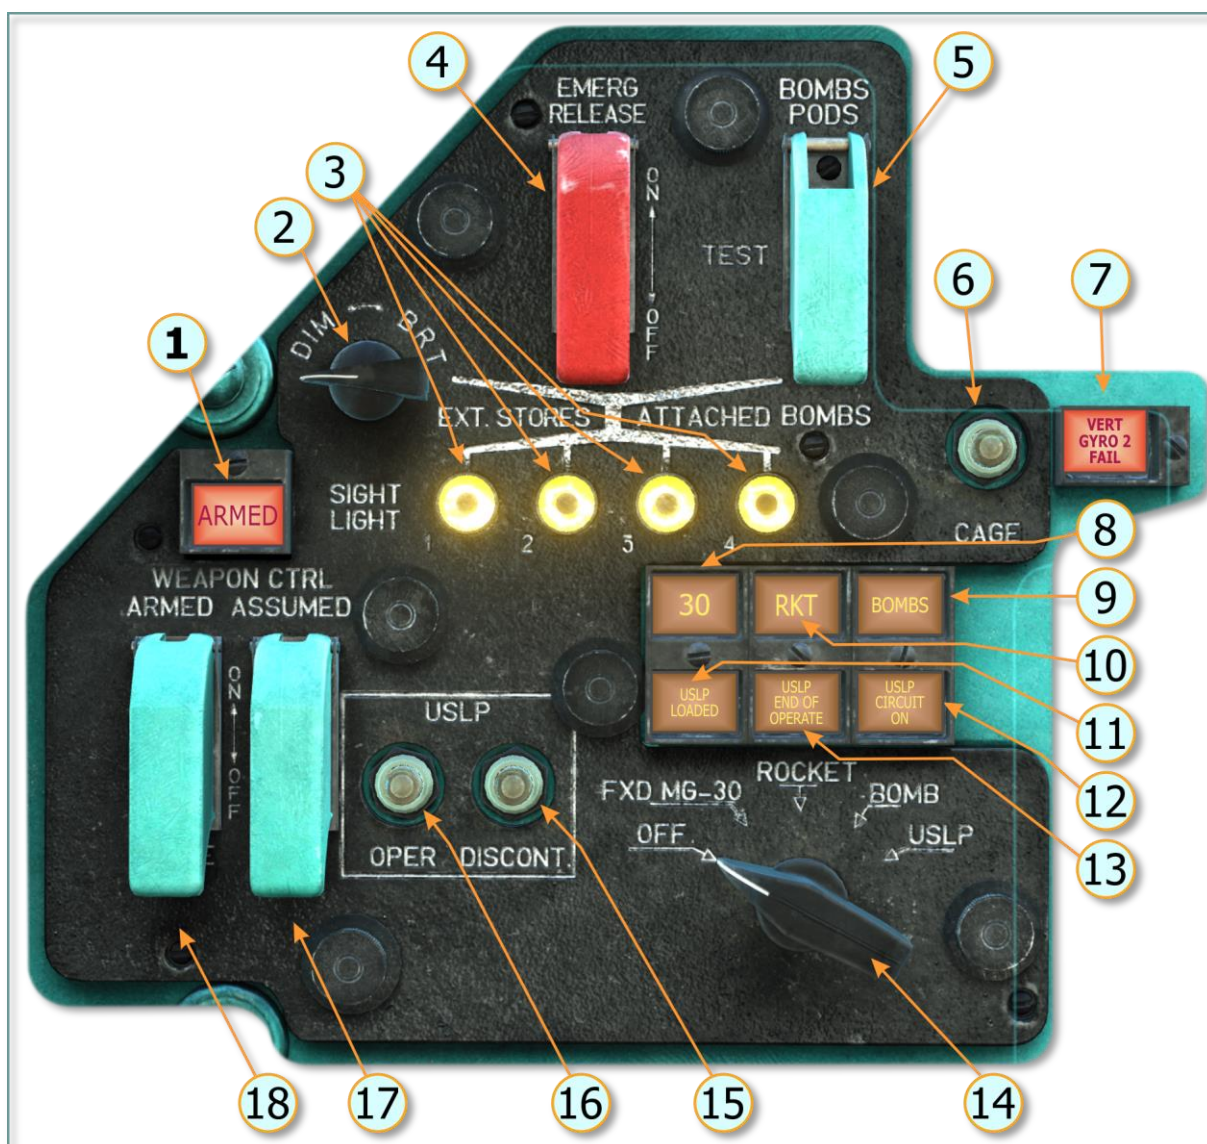 4
5
EMERG
RELEASE
BOMBS
PODS
3
ON
OFF
2
TEST
6
7
1
DIM
BRT
EXT. STORES
ATTACHED BOMBS
VERT
GYRO 2
FAIL
ARMED
SIGHT
LIGHT
1
2
3
4
CAGE
8
WEAPON CTRL
ARMED ASSUMED
30
RKT
BOMBS
9
10
ON
OFF
USLP
USLP
LOADED
USLP
END OF
OPERATE
USLP
CIRCUIT
ON
11
12
ROCKET
FXD MG-30
BOMB
OFF
USLP
OPER
DISCONT.
13
18
17
16
15
14